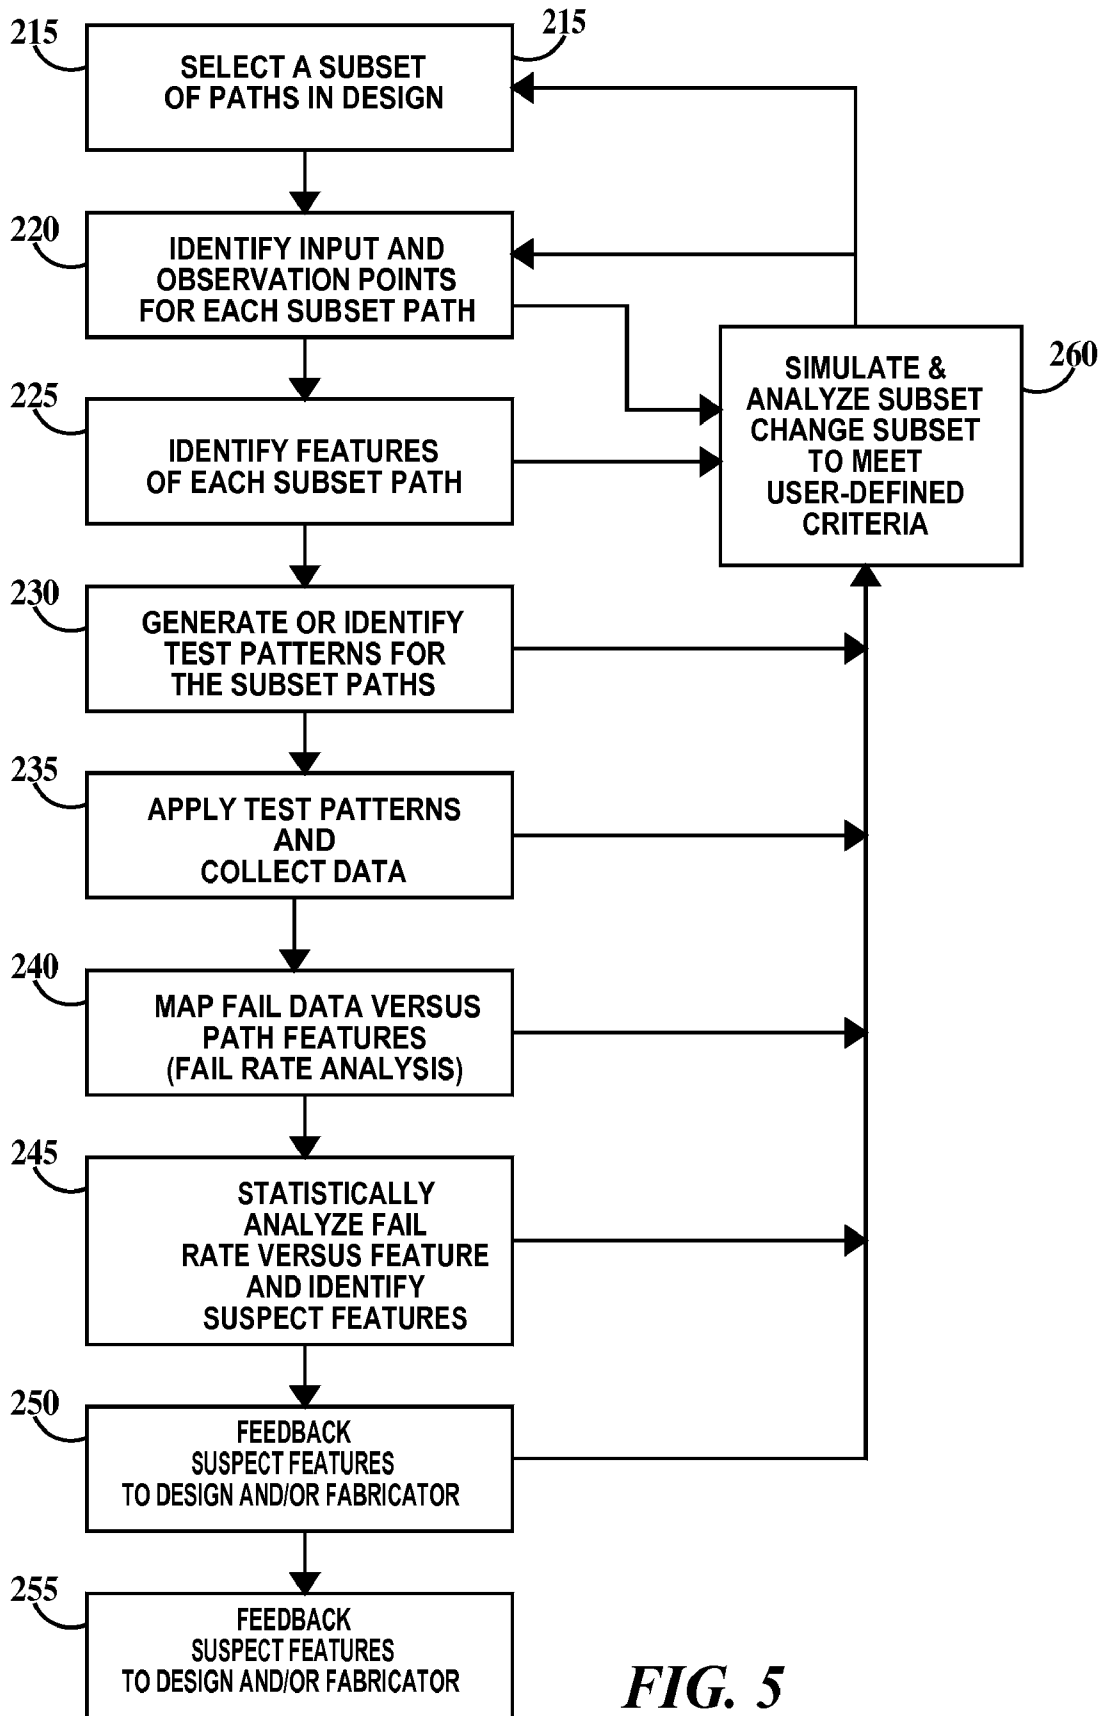 215
215
SELECT A SUBSET
OF PATHS IN DESIGN
220
IDENTIFY INPUT AND
OBSERVATION POINTS
FOR EACH SUBSET PATH
260
SIMULATE &
ANALYZE SUBSET
CHANGE SUBSET
TO MEET
USER-DEFINED
CRITERIA
225
IDENTIFY FEATURES
OF EACH SUBSET PATH
230
GENERATE OR IDENTIFY
TEST PATTERNS FOR
THE SUBSET PATHS
235
APPLY TEST PATTERNS
AND
COLLECT DATA
240
MAP FAIL DATA VERSUS
PATH FEATURES
(FAIL RATE ANALYSIS)
245
STATISTICALLY
ANALYZE FAIL
RATE VERSUS FEATURE
AND IDENTIFY
SUSPECT FEATURES
250
FEEDBACK
SUSPECT FEATURES
TO DESIGN AND/OR FABRICATOR
255
FEEDBACK
SUSPECT FEATURES
TO DESIGN AND/OR FABRICATOR
FIG. 5